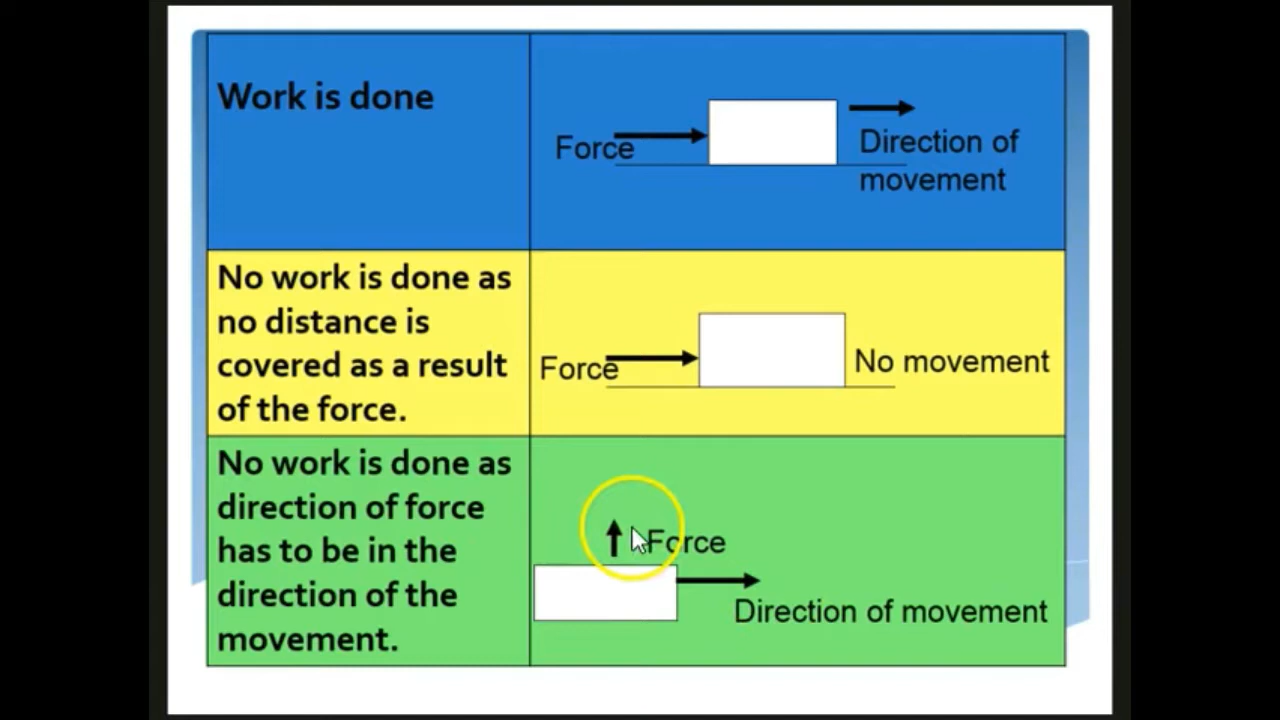 Work is done
Force
Direction of
movement
No work is done as
no distance is
covered as a result
of the force.
Force
No movement
No work is done as
direction of force
has to be in the
direction of the
movement.
Force
Direction of movement